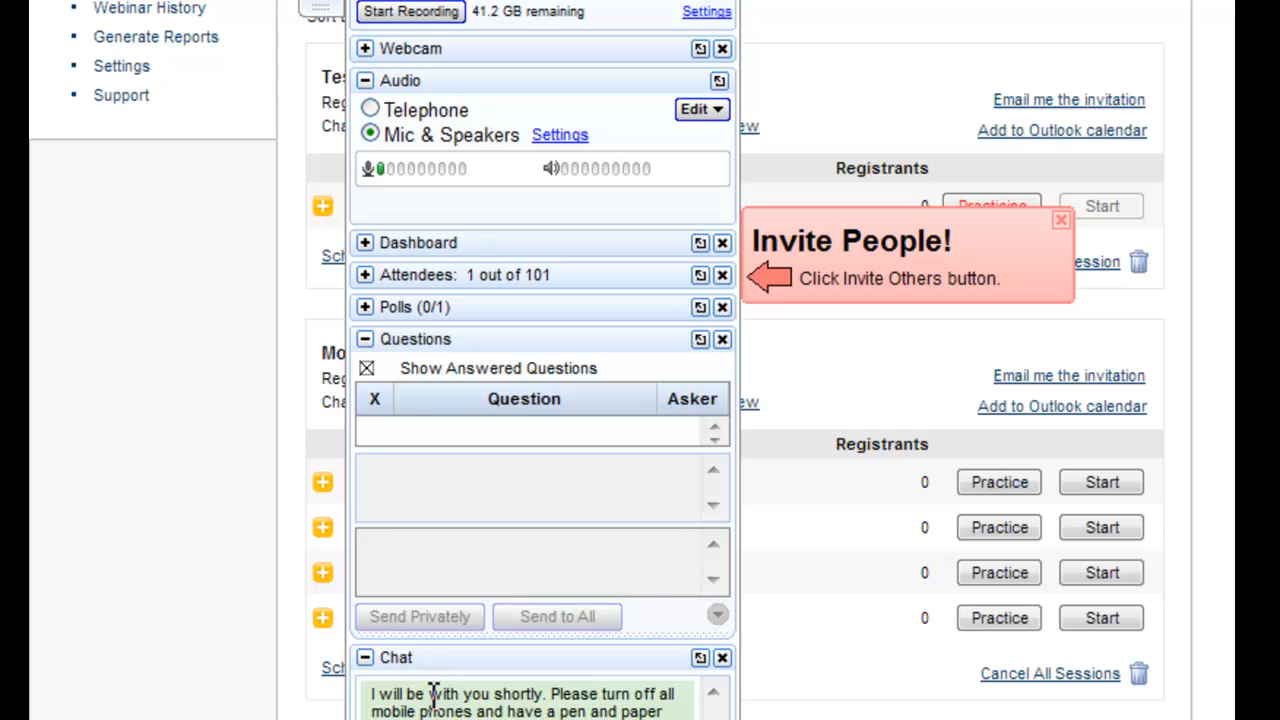 Webinar History
Generate Reports
Settings
Support
Start Recording 41.2 GB remaining Settings
Webcam
Audio
Telephone Edit
Mic & Speakers Settings
Dashboard
Attendees: 1 out of 101
Polls (0/1)
Questions
Show Answered Questions
X Question Asker
Send Privately Send to All
Chat
I will be with you shortly. Please turn off all
mobile phones and have a pen and paper
Invite People!
Click Invite Others button.
Email me the invitation
Add to Outlook calendar
Registrants
0 Practicing Start
Email me the invitation
Add to Outlook calendar
Registrants
0 Practice Start
0 Practice Start
0 Practice Start
0 Practice Start
Cancel All Sessions